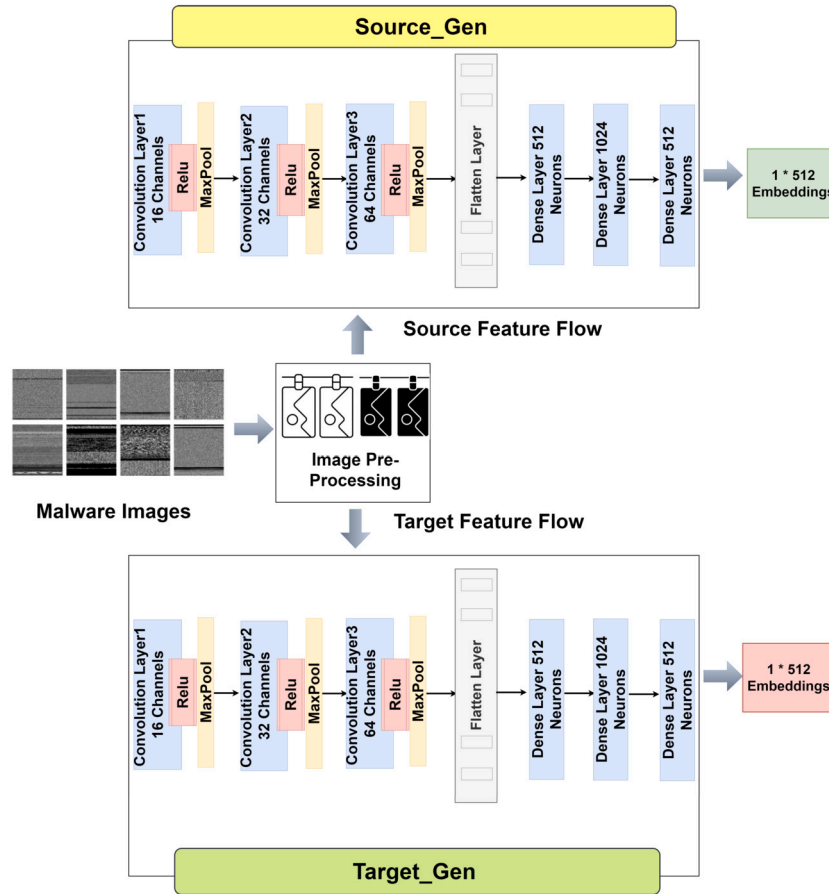 Source_Gen
Convolution Layer1
16 Channels
Relu
MaxPool
Convolution Layer2
32 Channels
Relu
MaxPool
Convolution Layer3
64 Channels
Relu
MaxPool
Flatten Layer
Dense Layer 512
Neurons
Dense Layer 1024
Neurons
Dense Layer 512
Neurons
1 * 512
Embeddings
Source Feature Flow
Image Pre-
Processing
Malware Images
Target Feature Flow
Convolution Layer1
16 Channels
Relu
MaxPool
Convolution Layer2
32 Channels
Relu
MaxPool
Convolution Layer3
64 Channels
Relu
MaxPool
Flatten Layer
Dense Layer 512
Neurons
Dense Layer 1024
Neurons
Dense Layer 512
Neurons
1 * 512
Embeddings
Target_Gen